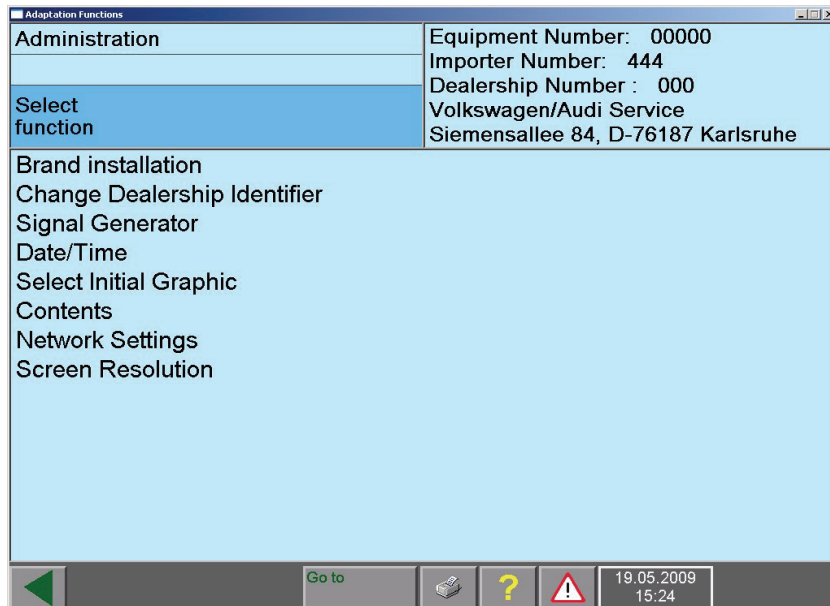 Adaptation Functions
Administration
Equipment Number: 00000
Importer Number: 444
Dealership Number : 000
Volkswagen/Audi Service
Siemensallee 84, D-76187 Karlsruhe
Select
function
Brand installation
Change Dealership Identifier
Signal Generator
Date/Time
Select Initial Graphic
Contents
Network Settings
Screen Resolution
Go to
?
!
19.05.2009
15:24